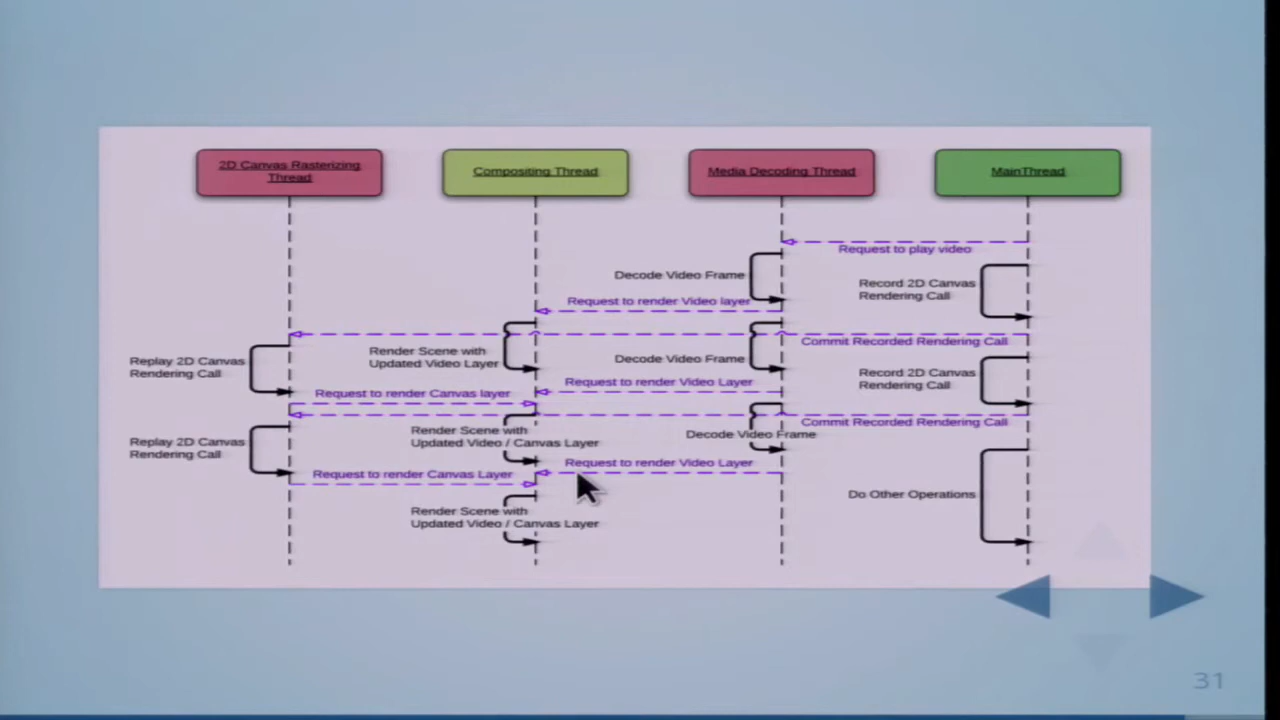 2D Canvas Rasterizing
Thread
Compositing Thread
Media Decoding Thread
MainThread
Request to play video
Decode Video Frame
Record 2D Canvas
Rendering Call
Request to render Video layer
Commit Recorded Rendering Call
Replay 2D Canvas
Rendering Call
Render Scene with
Updated Video Layer
Decode Video Frame
Record 2D Canvas
Rendering Call
Request to render Video Layer
Request to render Canvas layer
Commit Recorded Rendering Call
Replay 2D Canvas
Rendering Call
Render Scene with
Updated Video / Canvas Layer
Decode Video Frame
Request to render Video Layer
Request to render Canvas Layer
Do Other Operations
Render Scene with
Updated Video / Canvas Layer
31